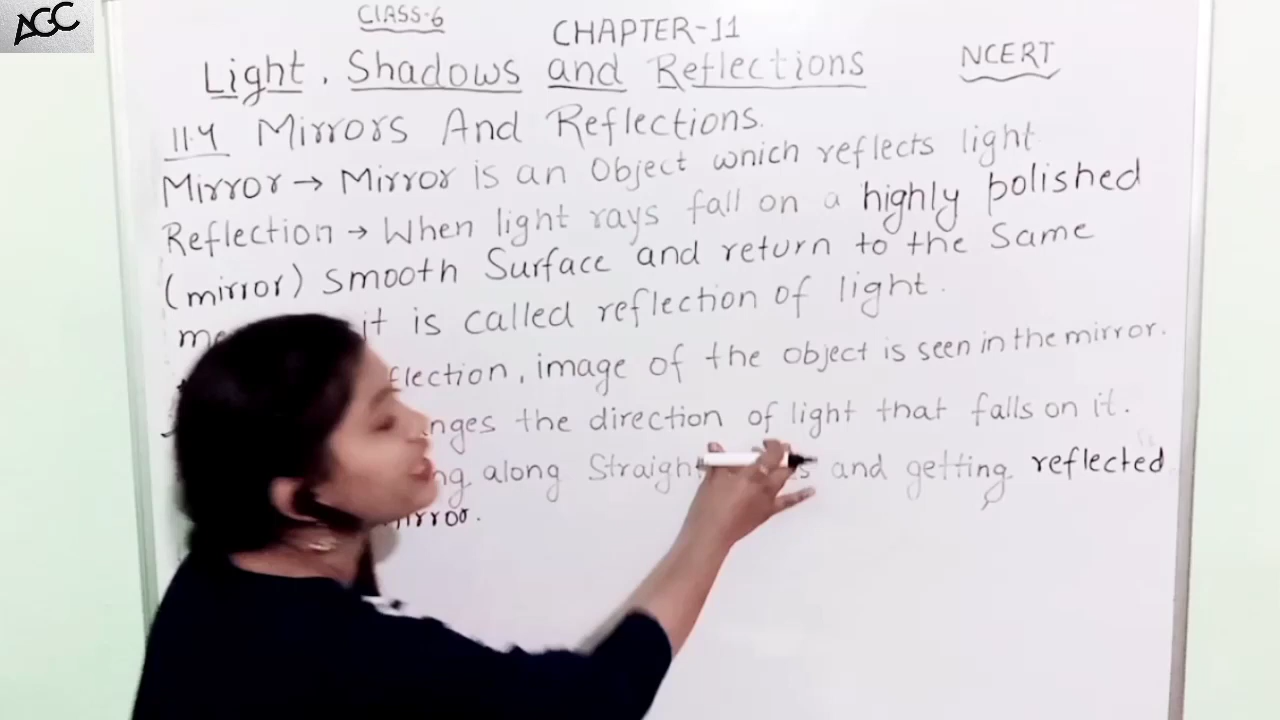 AGC
CLASS-6
CHAPTER-11
NCERT
Light, Shadows and Reflections
11.4 Mirrors And Reflections.
Mirror → Mirror is an Object which reflects light
Reflection → When light rays fall on a highly polished
(mirror) smooth Surface and return to the Same
it is called reflection of light.
image of the object is seen in the mirror.
the direction of light that falls on it.
along Straight and getting reflected